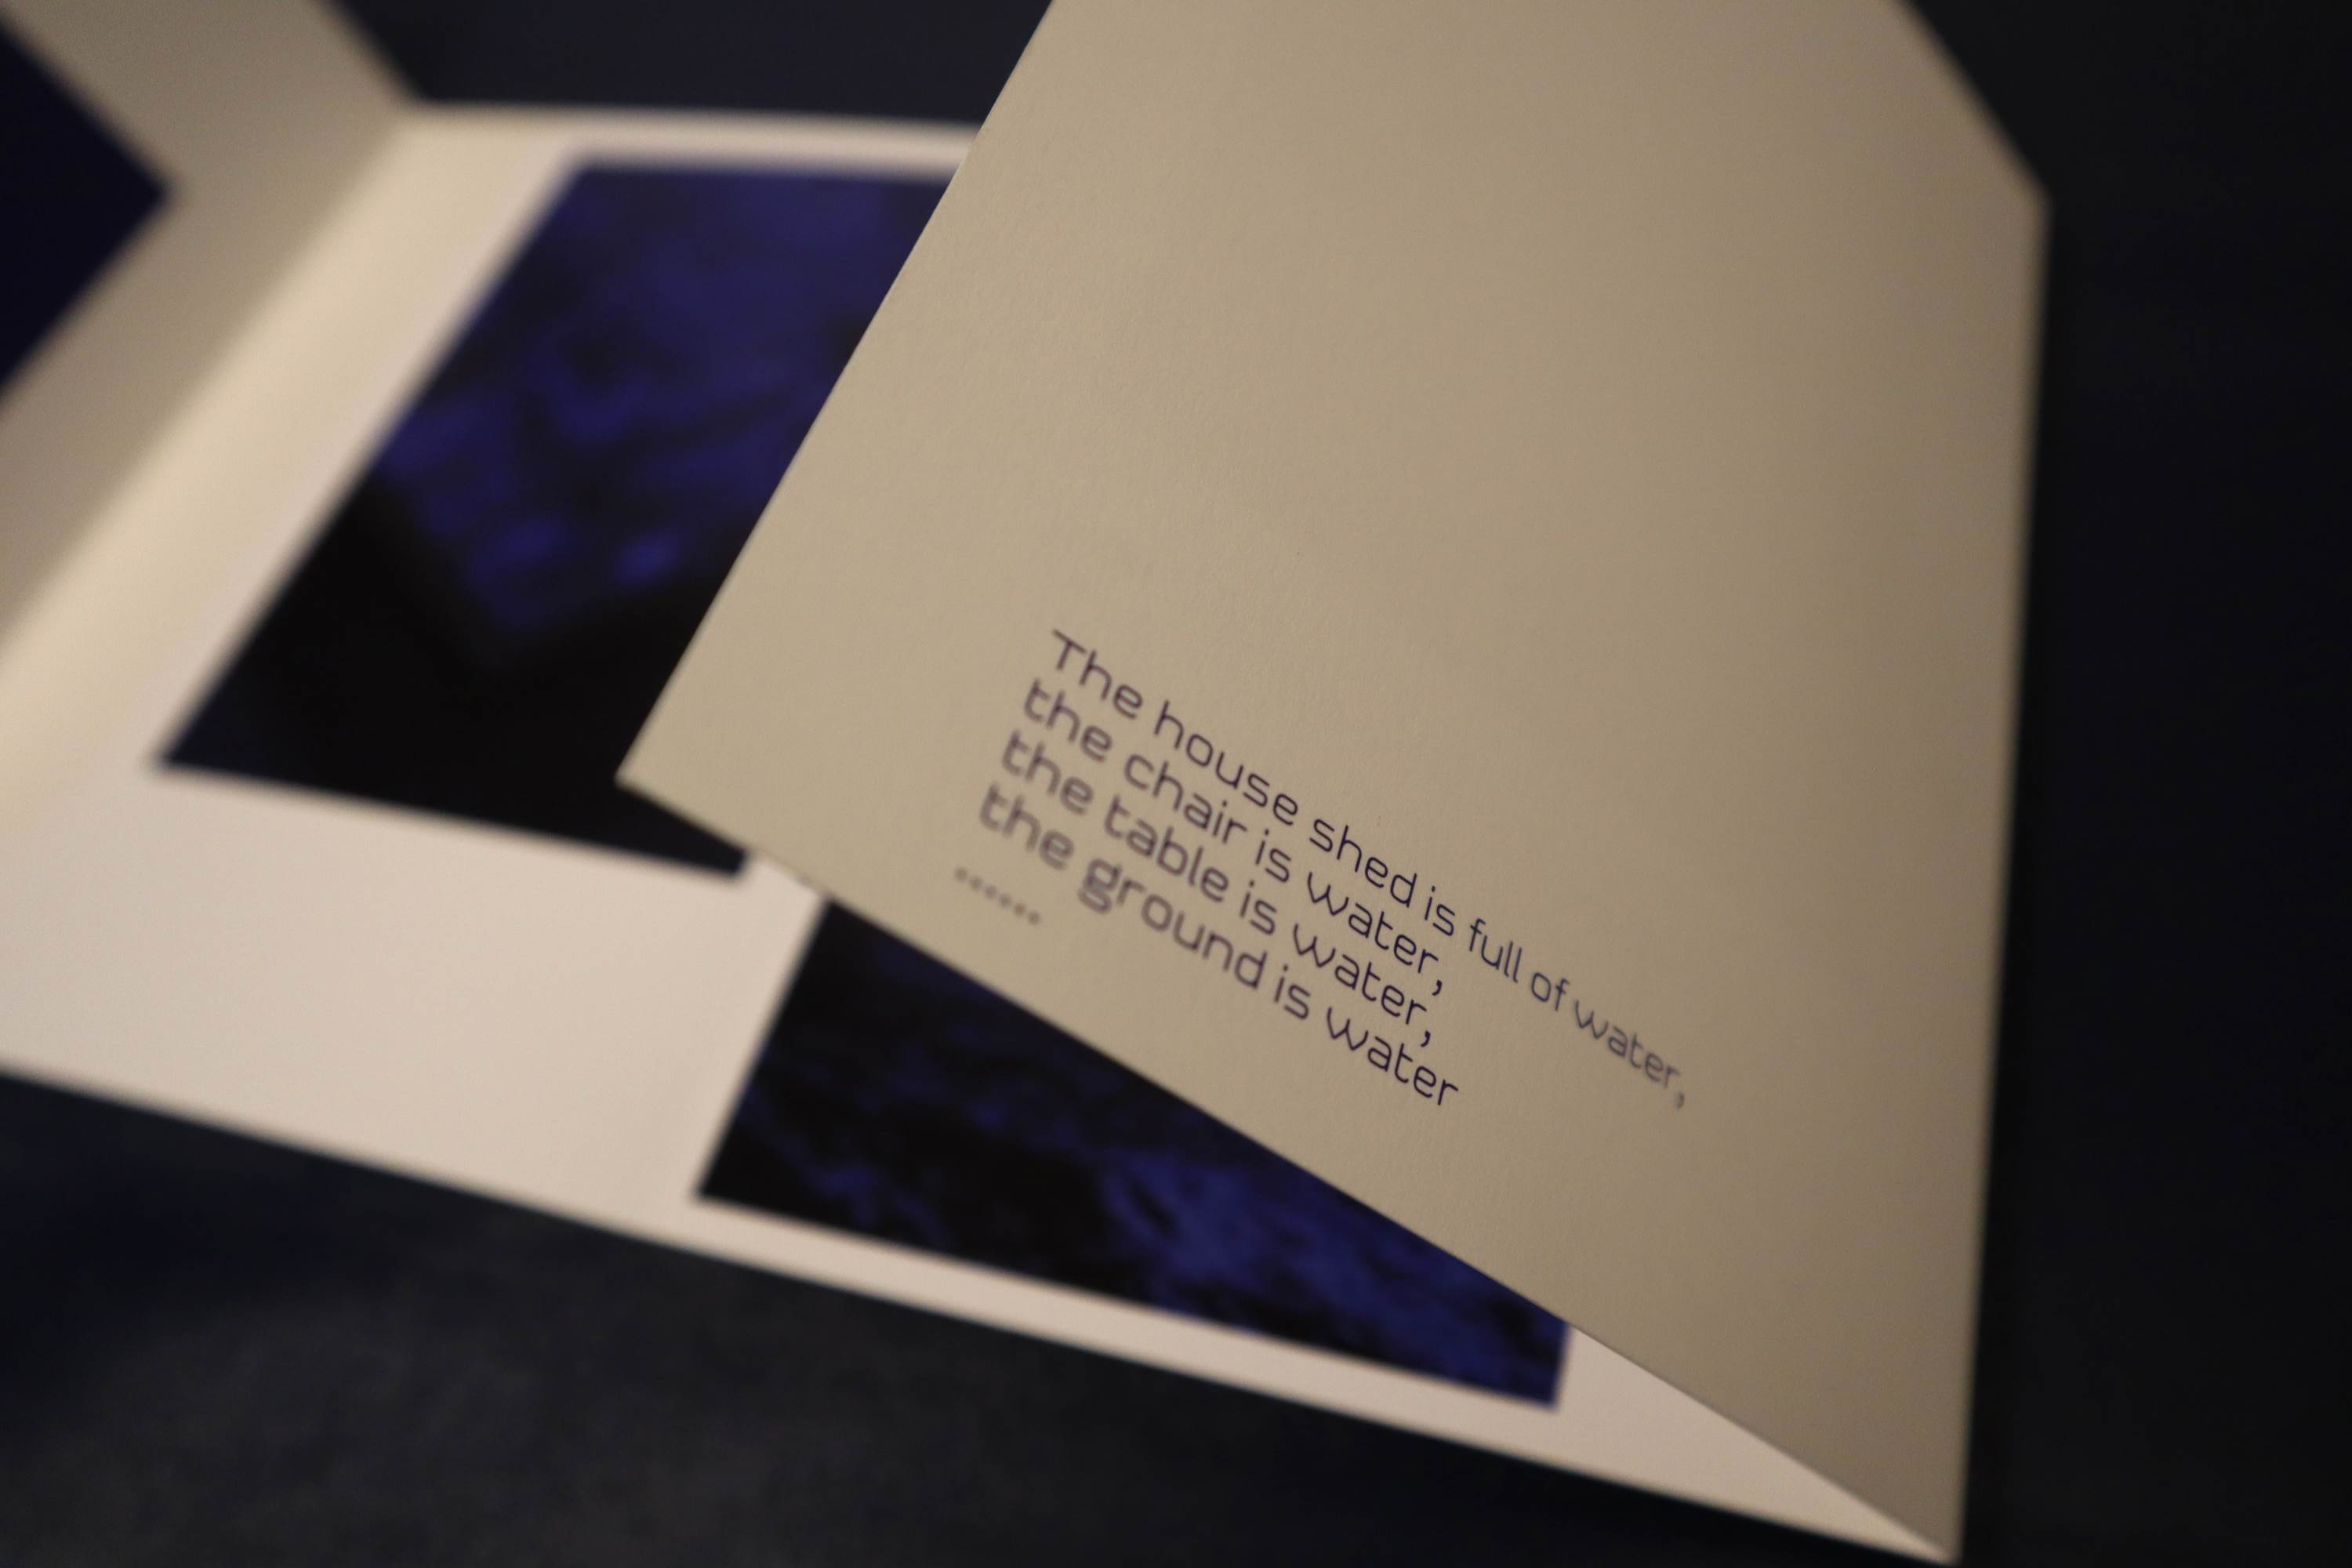 The house shed is full of water,
the chair is water,
the table is water,
the ground is water
......